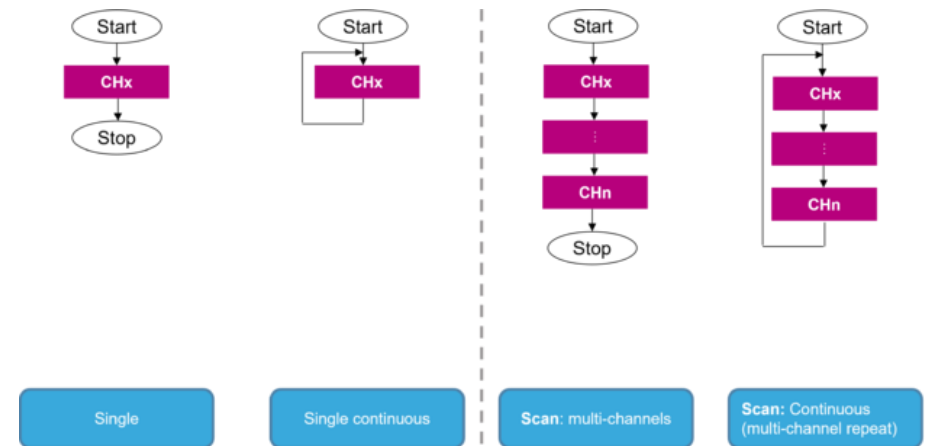 Start
CHx
Stop
Single
Start
CHx
Single continuous
Start
CHx
⋮
CHn
Stop
Scan: multi-channels
Start
CHx
⋮
CHn
Scan: Continuous
(multi-channel repeat)